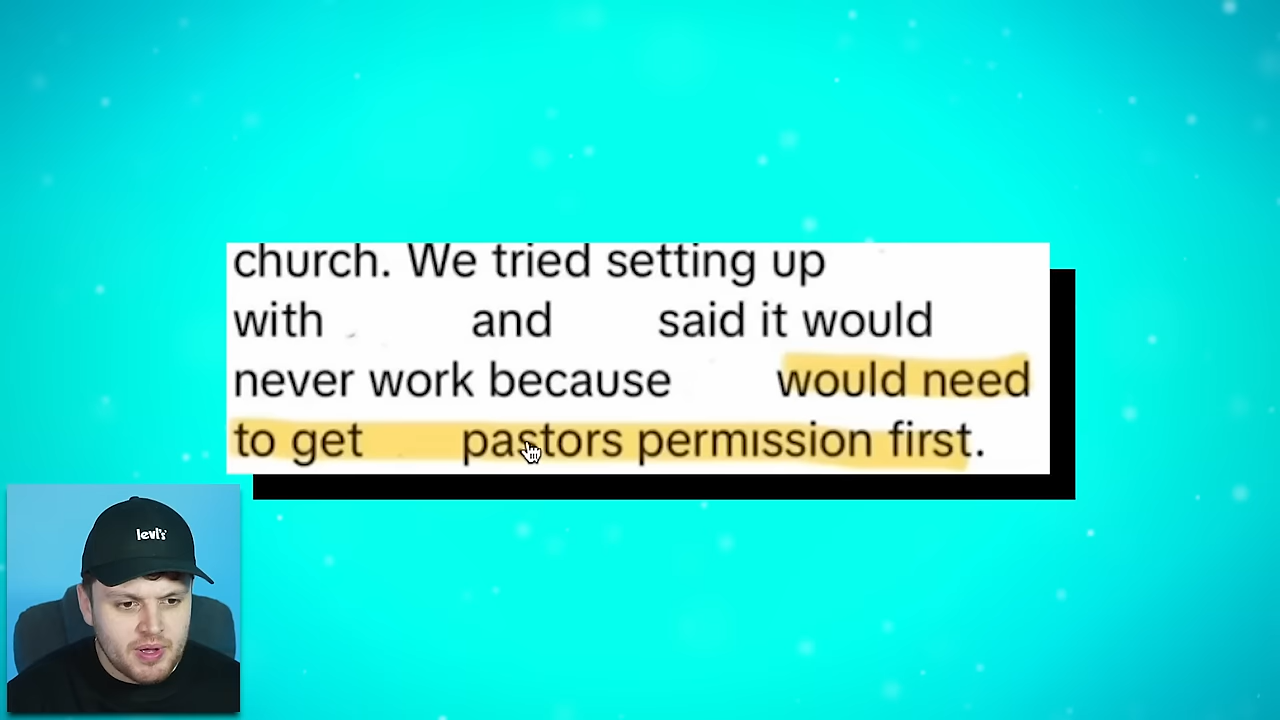 church. We tried setting up
with and said it would
never work because would need
to get pastors permission first.
levi's